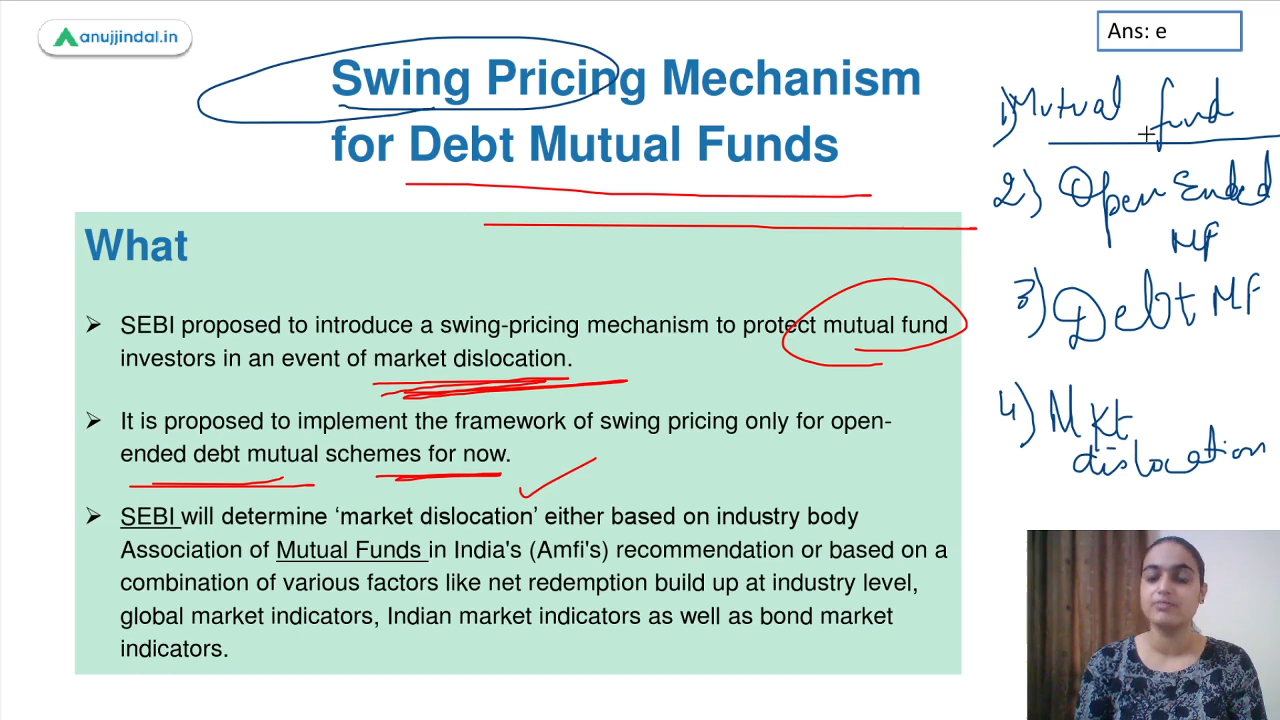 anujjindal.in
Ans: e
Swing Pricing Mechanism
for Debt Mutual Funds
1) Mutual fund
2) Open Ended
MF
3) Debt MF
4) Mkt
dislocation
What
➢ SEBI proposed to introduce a swing-pricing mechanism to protect mutual fund
investors in an event of market dislocation.
➢ It is proposed to implement the framework of swing pricing only for open-
ended debt mutual schemes for now.
➢ SEBI will determine ‘market dislocation’ either based on industry body
Association of Mutual Funds in India's (Amfi's) recommendation or based on a
combination of various factors like net redemption build up at industry level,
global market indicators, Indian market indicators as well as bond market
indicators.